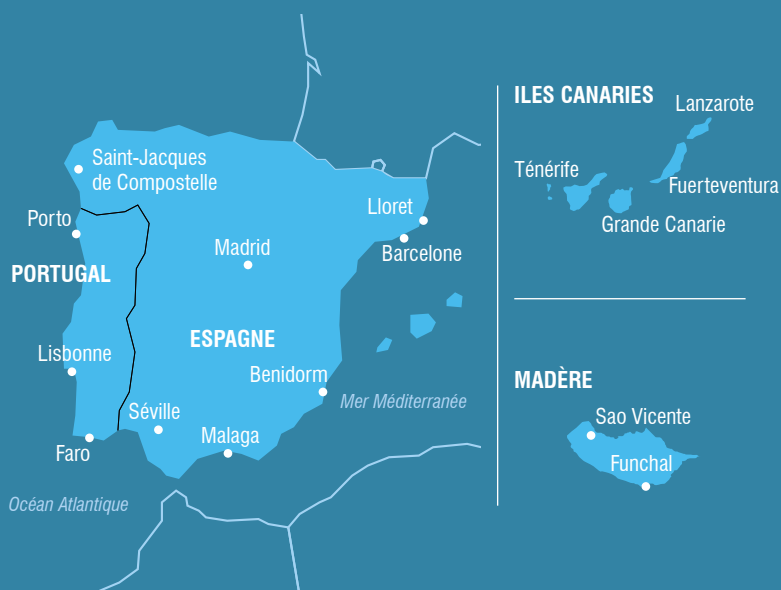 Saint-Jacques
de Compostelle
Porto
PORTUGAL
Lisbonne
Faro
Océan Atlantique
Madrid
ESPAGNE
Lloret
Barcelone
Benidorm
Mer Méditerranée
Séville
Malaga
ILES CANARIES
Lanzarote
Ténérife
Fuerteventura
Grande Canarie
MADÈRE
Sao Vicente
Funchal